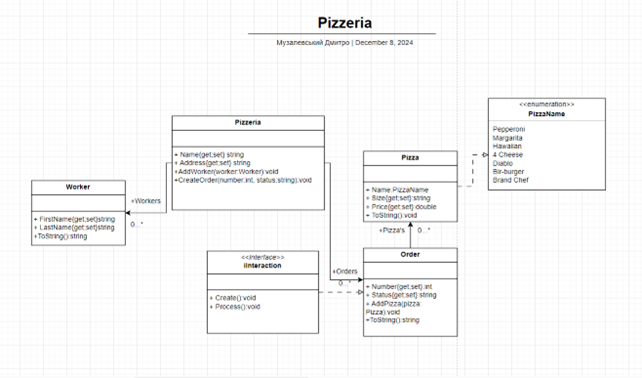 Pizzeria
Музалевський Дмитро | December 8, 2024
<<enumeration>>
PizzaName
Pepperoni
Margarita
Hawaiian
4 Cheese
Diablo
Bir-burger
Brand Chef
Pizzeria
+ Name{get;set} string
+ Address{get;set} string
+AddWorker(worker:Worker):void
+CreateOrder(number:int, status:string):void
Pizza
+ Name:PizzaName
+ Size{get;set}:string
+ Price{get;set} double
+ ToString():void
Worker
+ FirstName{get;set}string
+ LastName{get;set}string
+ToString():string
+Workers
0...*
+Pizza's
0...*
<<Interface>>
IInteraction
+ Create():void
+ Process():void
+Orders
0...*
Order
+ Number{get;set}:int
+ Status{get;set}:string
+ AddPizza(pizza:
Pizza):void
+ToString():string